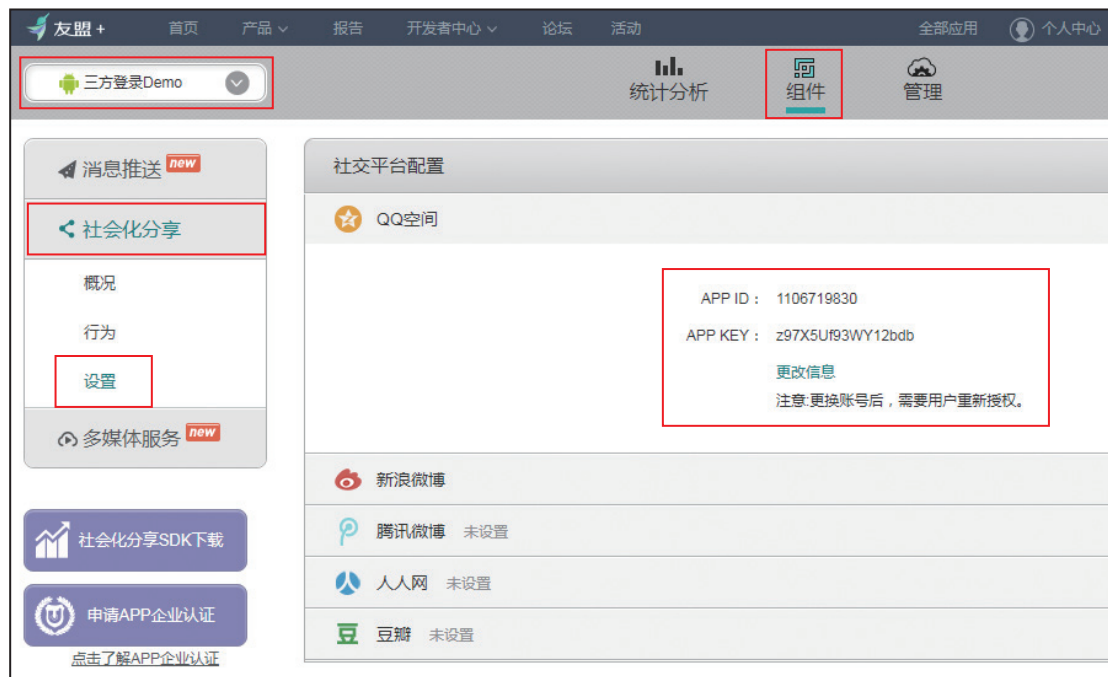 友盟+ 首页 产品 报告 开发者中心 论坛 活动 全部应用 个人中心
三方登录Demo
统计分析 组件 管理
消息推送 new
社会化分享
概况
行为
设置
多媒体服务 new
社会化分享SDK下载
申请APP企业认证
点击了解APP企业认证
社交平台配置
QQ空间
APP ID： 1106719830
APP KEY： z97X5Uf93WY12bdb
更改信息
注意:更换账号后，需要用户重新授权。
新浪微博
腾讯微博 未设置
人人网 未设置
豆 豆瓣 未设置